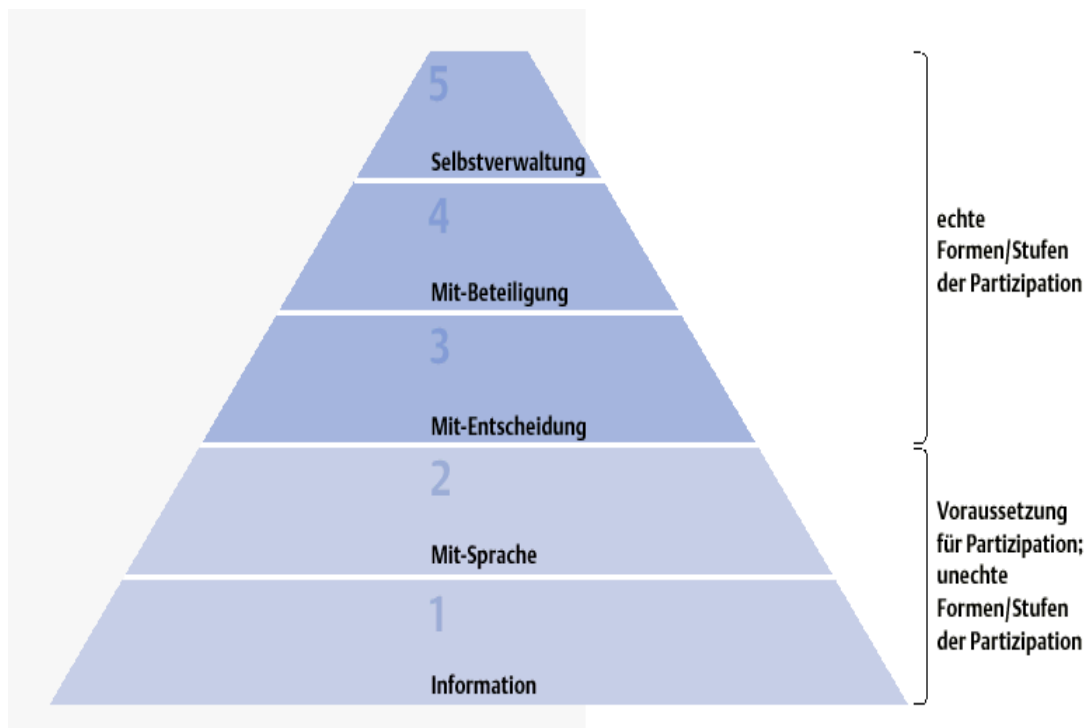 5
Selbstverwaltung
4
Mit-Beteiligung
3
Mit-Entscheidung
echte
Formen/Stufen
der Partizipation
2
Mit-Sprache
1
Information
Voraussetzung
für Partizipation;
unechte
Formen/Stufen
der Partizipation